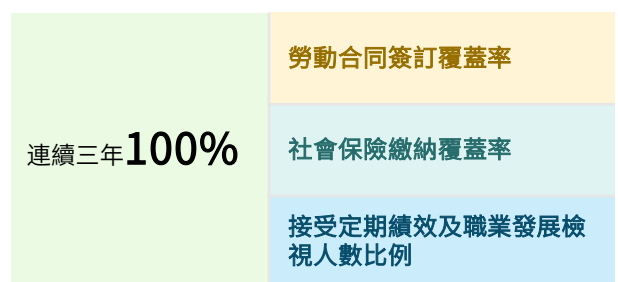 連續三年100%
勞動合同簽訂覆蓋率
社會保險繳納覆蓋率
接受定期績效及職業發展檢
視人數比例